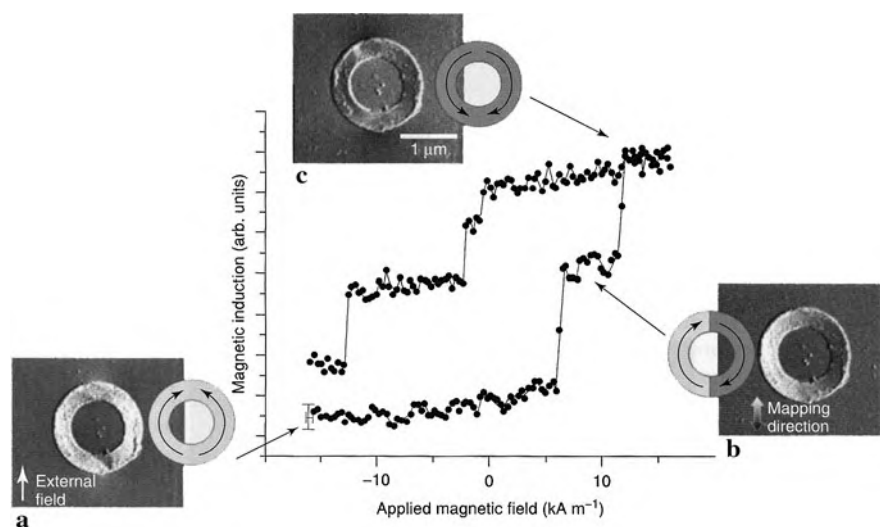 c
1 μm
Magnetic induction (arb. units)
External
field
a
Mapping
direction
b
−10
0
10
Applied magnetic field (kA m⁻¹)